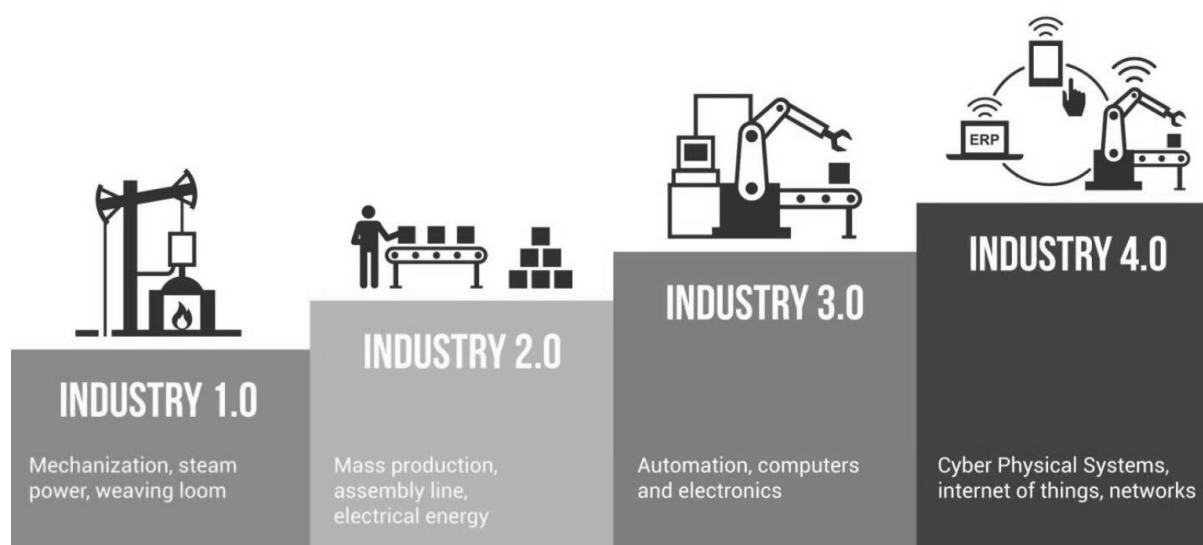 ERP
INDUSTRY 1.0
Mechanization, steam
power, weaving loom
INDUSTRY 2.0
Mass production,
assembly line,
electrical energy
INDUSTRY 3.0
Automation, computers
and electronics
INDUSTRY 4.0
Cyber Physical Systems,
internet of things, networks